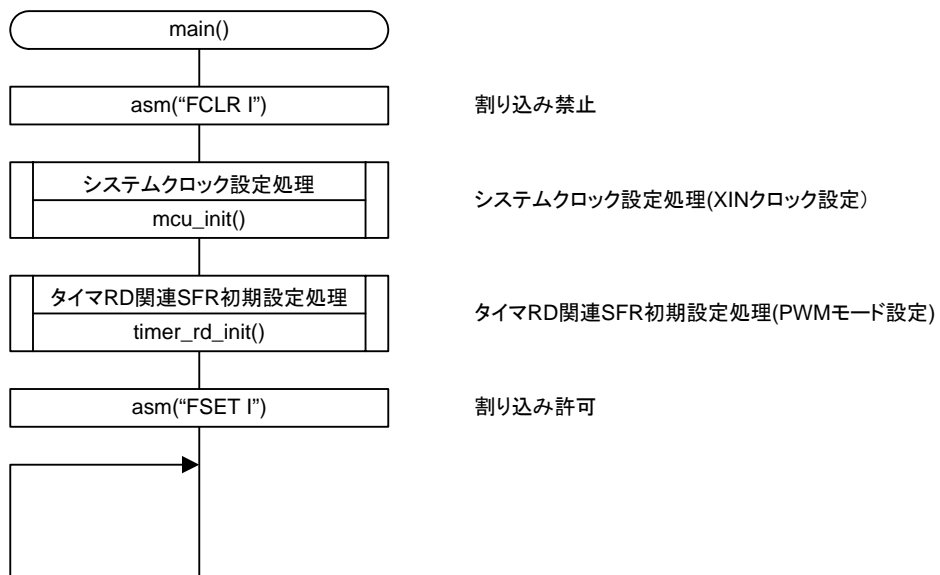 main()
asm(“FCLR I”)
割り込み禁止
システムクロック設定処理
mcu_init()
システムクロック設定処理(XINクロック設定）
タイマRD関連SFR初期設定処理
timer_rd_init()
タイマRD関連SFR初期設定処理(PWMモード設定)
asm(“FSET I”)
割り込み許可